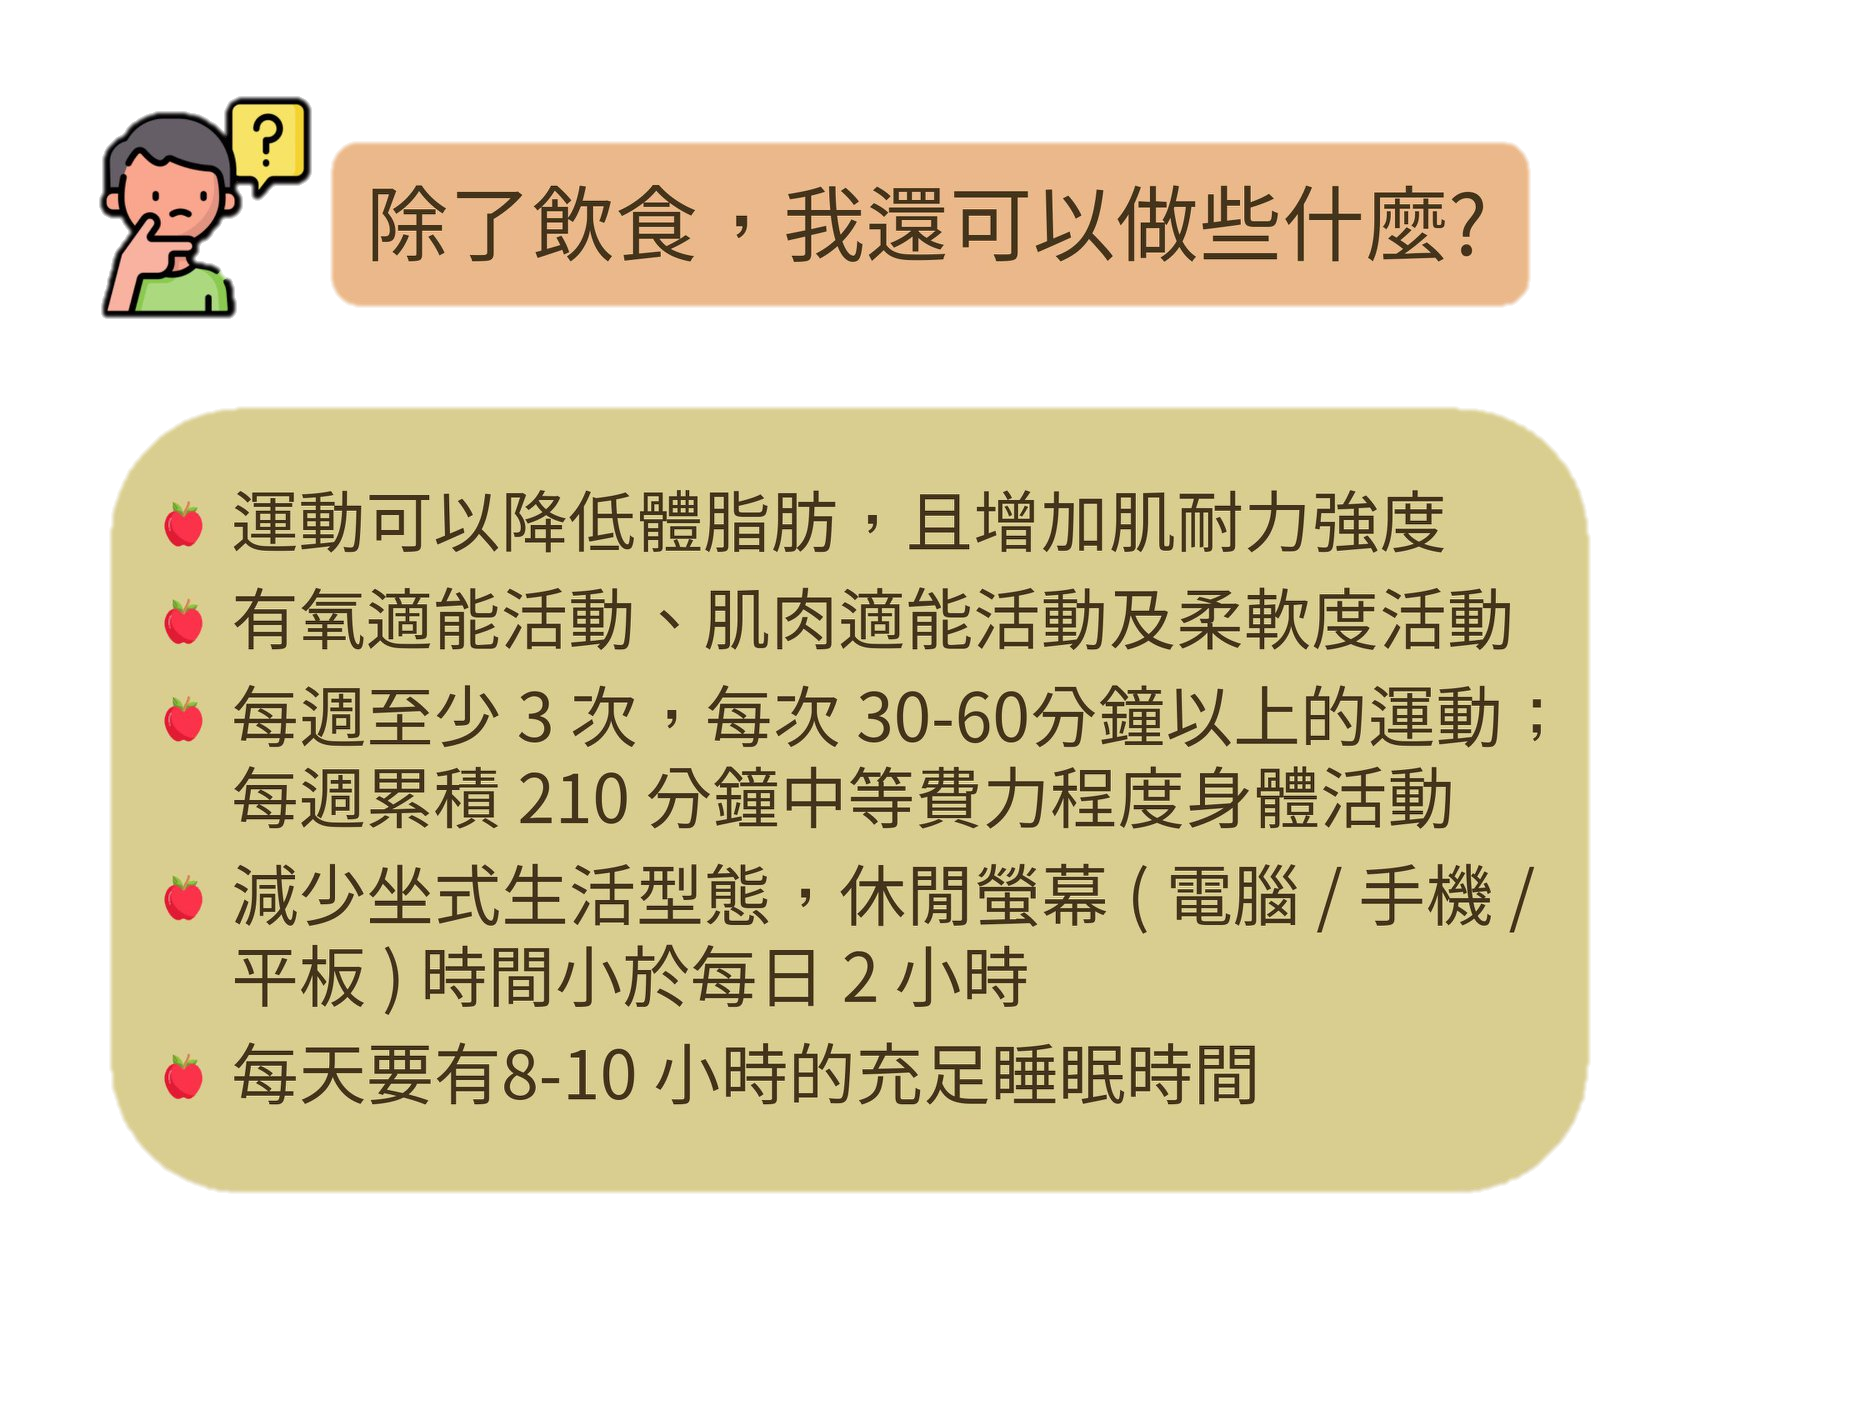 ?
除了飲食，我還可以做些什麼?
運動可以降低體脂肪，且增加肌耐力強度
有氧適能活動、肌肉適能活動及柔軟度活動
每週至少 3 次，每次 30-60分鐘以上的運動；
每週累積 210 分鐘中等費力程度身體活動
減少坐式生活型態，休閒螢幕 ( 電腦 / 手機 /
平板 ) 時間小於每日 2 小時
每天要有8-10 小時的充足睡眠時間